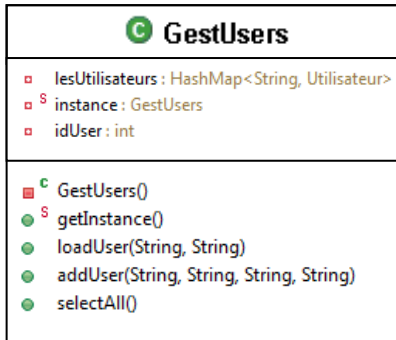 C GestUsers
lesUtilisateurs : HashMap<String, Utilisateur>
S instance : GestUsers
idUser : int
C GestUsers()
S getInstance()
loadUser(String, String)
addUser(String, String, String, String)
selectAll()